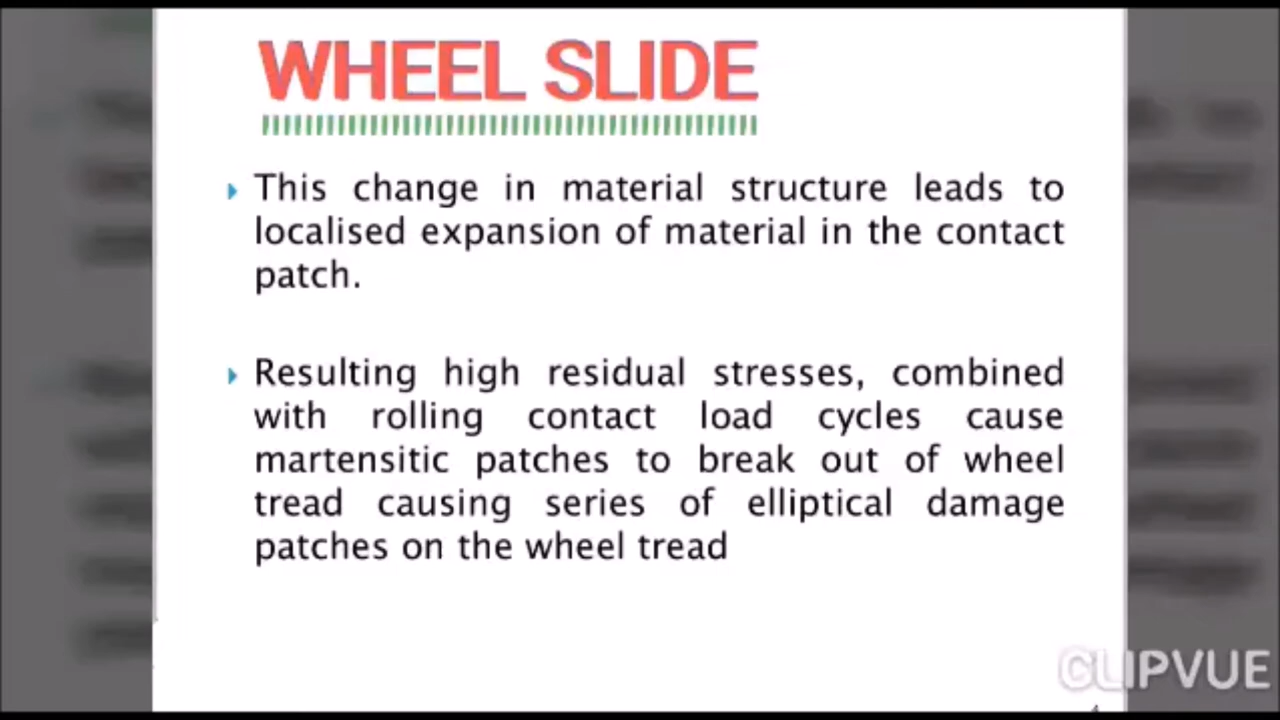 WHEEL SLIDE
This change in material structure leads to
localised expansion of material in the contact
patch.
Resulting high residual stresses, combined
with rolling contact load cycles cause
martensitic patches to break out of wheel
tread causing series of elliptical damage
patches on the wheel tread
CLIPVUE